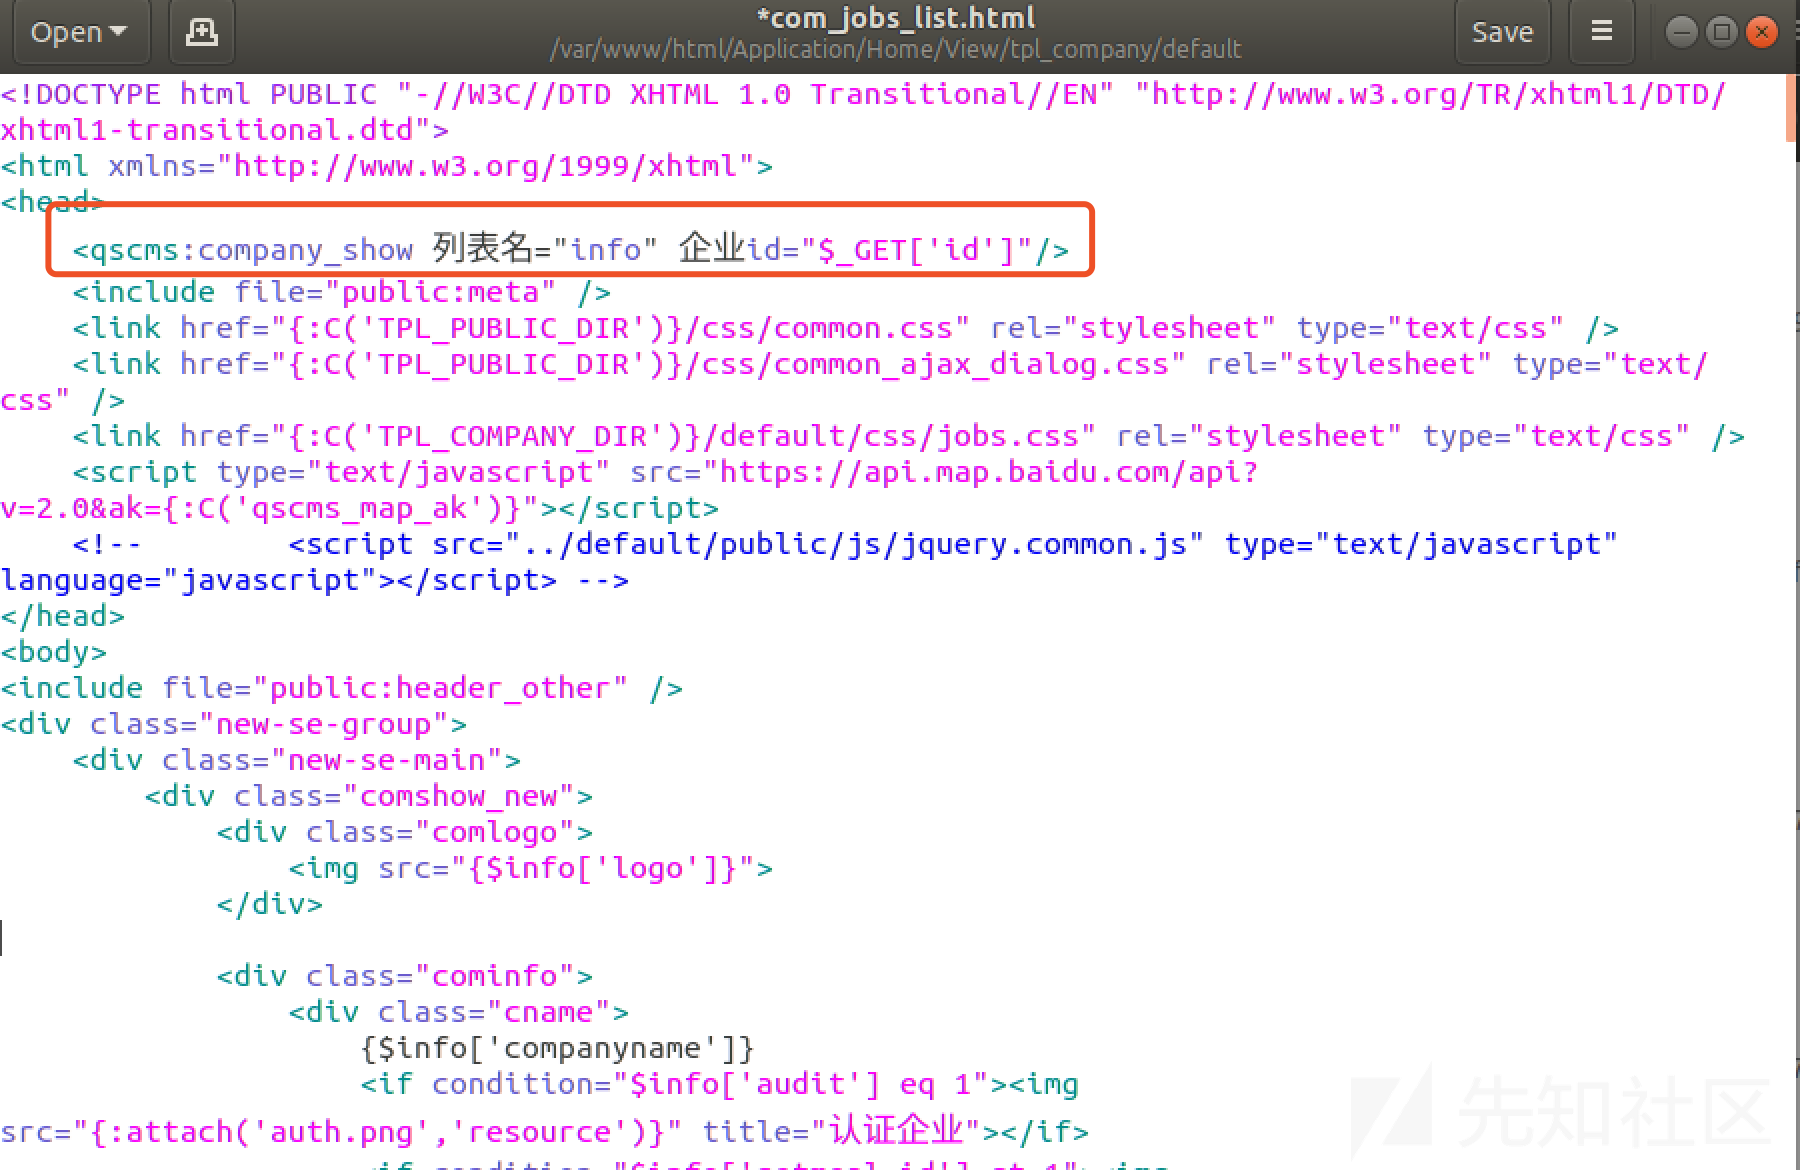 Open
*com_jobs_list.html
/var/www/html/Application/Home/View/tpl_company/default
Save
<!DOCTYPE html PUBLIC "-//W3C//DTD XHTML 1.0 Transitional//EN" "http://www.w3.org/TR/xhtml1/DTD/
xhtml1-transitional.dtd">
<html xmlns="http://www.w3.org/1999/xhtml">
<head>
<qscms:company_show 列表名="info" 企业id="$_GET['id']"/>
<include file="public:meta" />
<link href="{:C('TPL_PUBLIC_DIR')}/css/common.css" rel="stylesheet" type="text/css" />
<link href="{:C('TPL_PUBLIC_DIR')}/css/common_ajax_dialog.css" rel="stylesheet" type="text/
css" />
<link href="{:C('TPL_COMPANY_DIR')}/default/css/jobs.css" rel="stylesheet" type="text/css" />
<script type="text/javascript" src="https://api.map.baidu.com/api?
v=2.0&ak={:C('qscms_map_ak')}"></script>
<!-- <script src="../default/public/js/jquery.common.js" type="text/javascript"
language="javascript"></script> -->
</head>
<body>
<include file="public:header_other" />
<div class="new-se-group">
<div class="new-se-main">
<div class="comshow_new">
<div class="comlogo">
<img src="{$info['logo']}">
</div>
<div class="cominfo">
<div class="cname">
{$info['companyname']}
<if condition="$info['audit'] eq 1"><img
src="{:attach('auth.png','resource')}" title="认证企业"></if>
先知社区